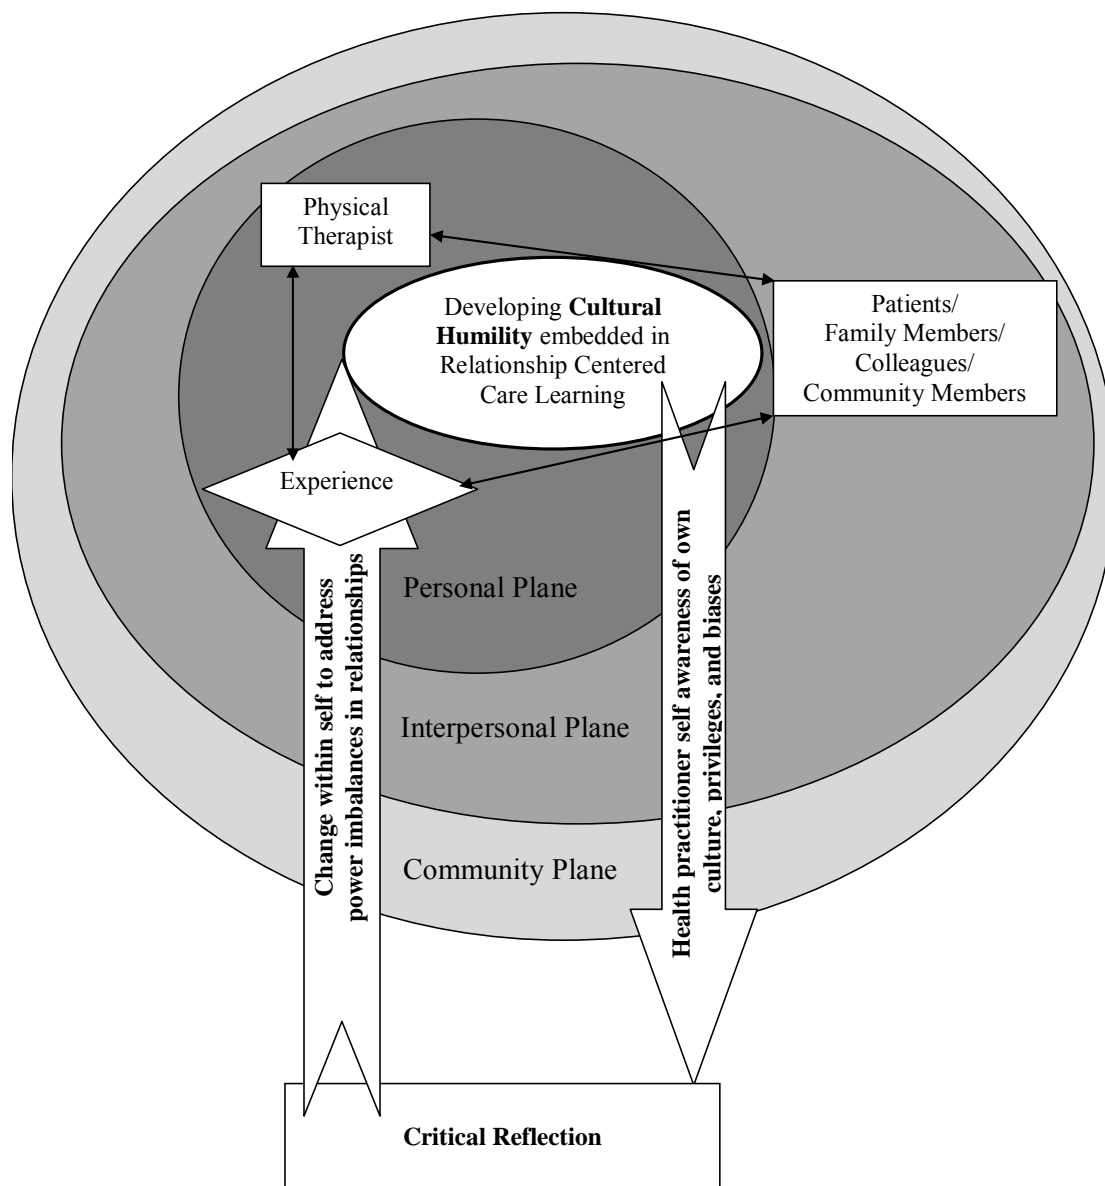 Physical
Therapist
Developing Cultural
Humility embedded in
Relationship Centered
Care Learning
Patients/
Family Members/
Colleagues/
Community Members
Experience
Personal Plane
Interpersonal Plane
Community Plane
Change within self to address
power imbalances in relationships
Health practitioner self awareness of own
culture, privileges, and biases
Critical Reflection